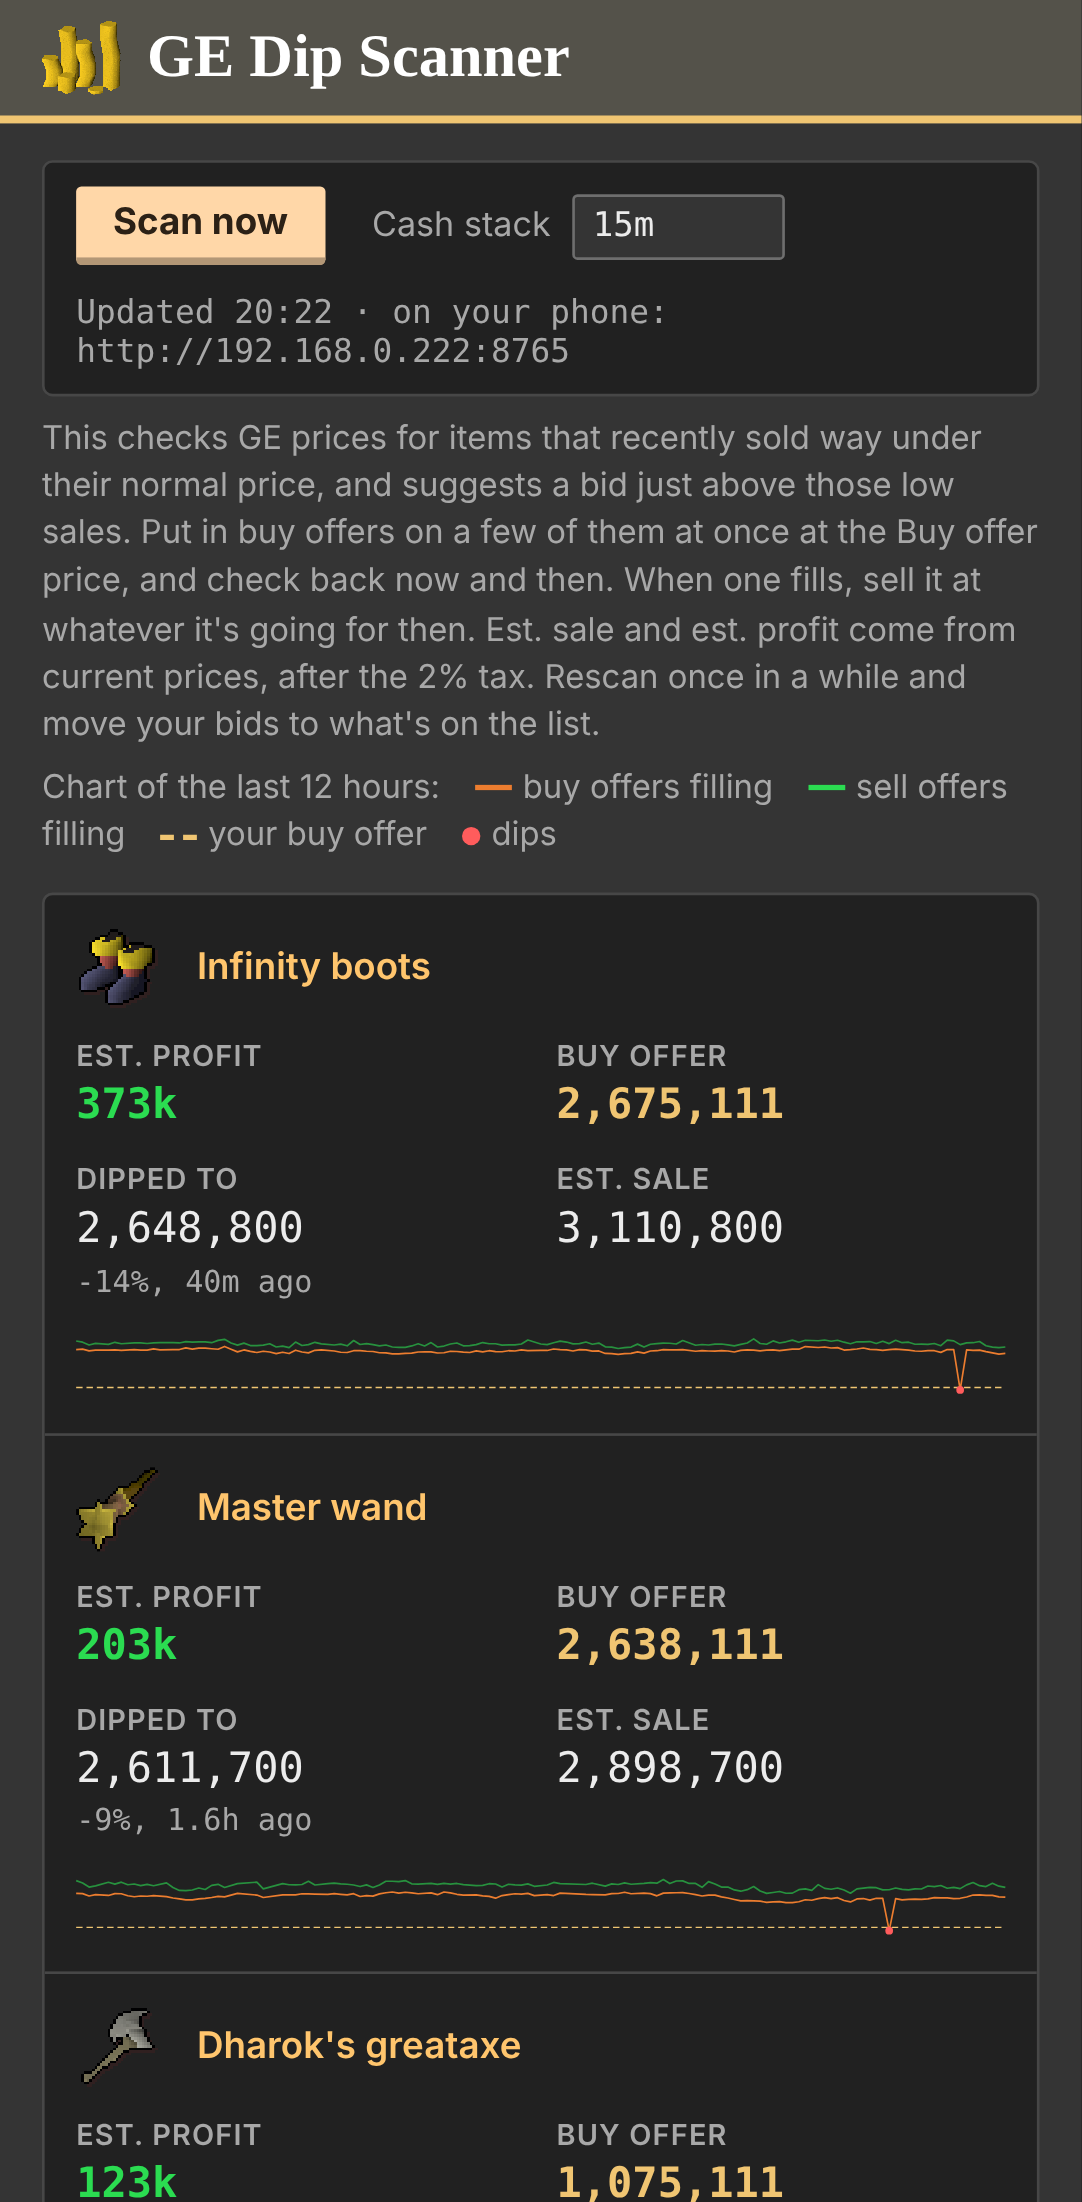 GE Dip Scanner
Scan now
Cash stack
15m
Updated 20:22 · on your phone:
http://192.168.0.222:8765
This checks GE prices for items that recently sold way under
their normal price, and suggests a bid just above those low
sales. Put in buy offers on a few of them at once at the Buy offer
price, and check back now and then. When one fills, sell it at
whatever it's going for then. Est. sale and est. profit come from
current prices, after the 2% tax. Rescan once in a while and
move your bids to what's on the list.
Chart of the last 12 hours: buy offers filling sell offers
filling your buy offer dips
Infinity boots
EST. PROFIT
373k
BUY OFFER
2,675,111
DIPPED TO
2,648,800
-14%, 40m ago
EST. SALE
3,110,800
Master wand
EST. PROFIT
203k
BUY OFFER
2,638,111
DIPPED TO
2,611,700
-9%, 1.6h ago
EST. SALE
2,898,700
Dharok's greataxe
EST. PROFIT
123k
BUY OFFER
1,075,111